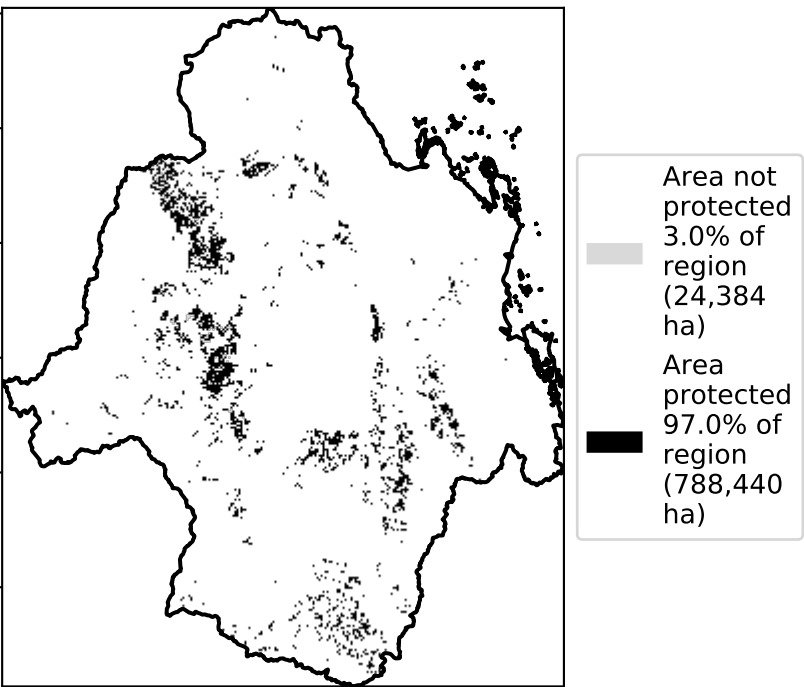 Area not
protected
3.0% of
region
(24,384
ha)
Area
protected
97.0% of
region
(788,440
ha)